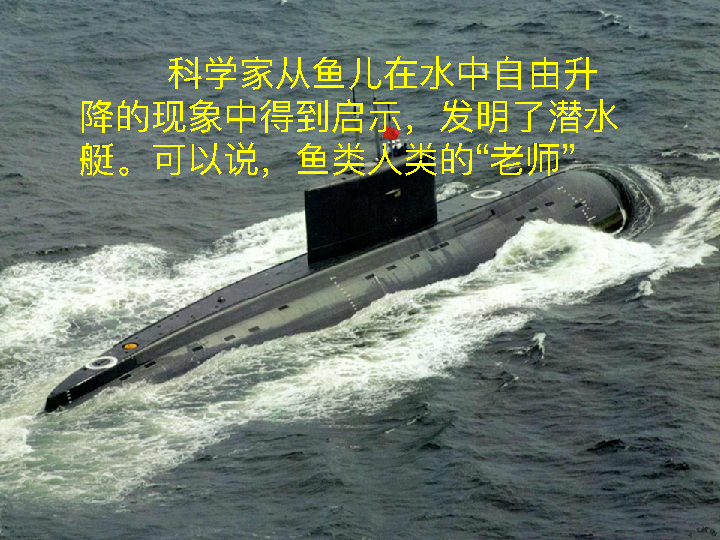 科学家从鱼儿在水中自由升
降的现象中得到启示，发明了潜水
艇。可以说，鱼类人类的“老师”